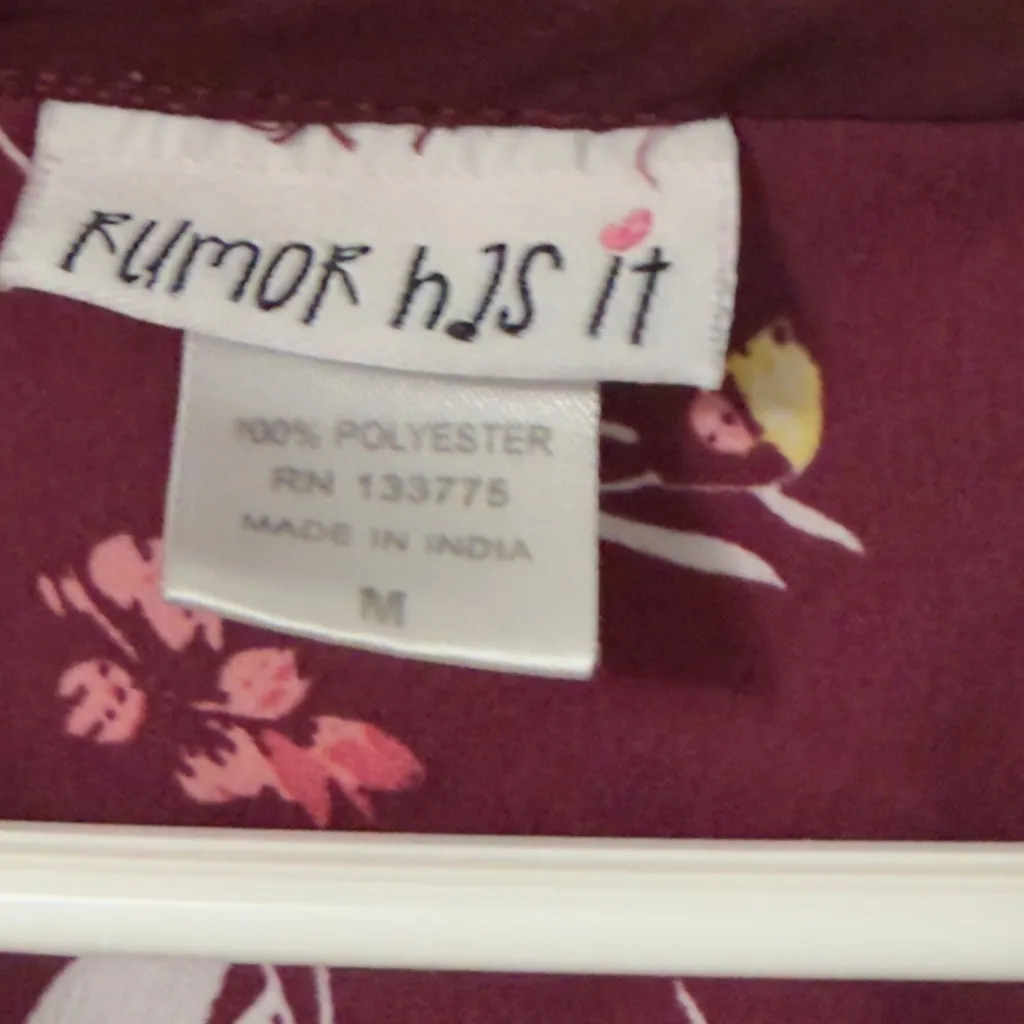 RUMOR hAS it
100% POLYESTER
RN 133775
MADE IN INDIA
M